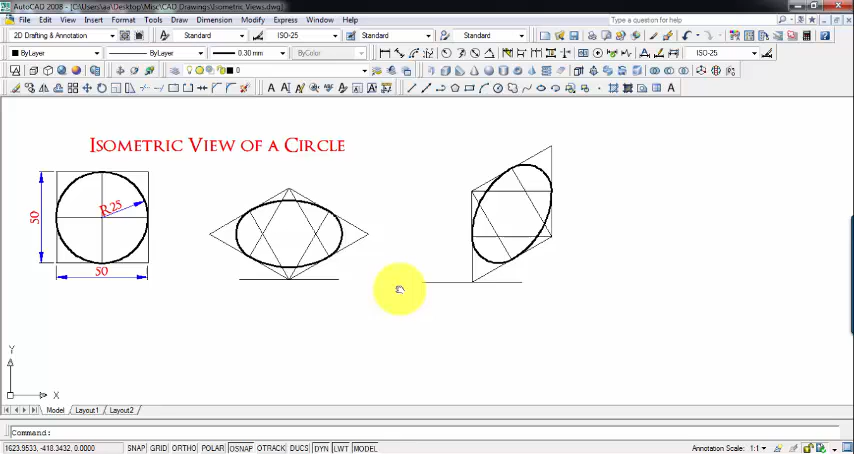 AutoCAD 2008 - [C:\Users\aa\Desktop\Misc\CAD Drawings\Isometric Views.dwg]
File Edit View Insert Format Tools Draw Dimension Modify Express Window Help
Type a question for help
2D Drafting & Annotation Standard ISO-25 Standard Standard
ByLayer ByLayer 0.30 mm ByColor ISO-25
0
Isometric View of a Circle
50
R25
50
Y
X
Model Layout1 Layout2
Command:
1623.9533, -418.3432, 0.0000 SNAP GRID ORTHO POLAR OSNAP OTRACK DUCS DYN LWT MODEL Annotation Scale: 1:1